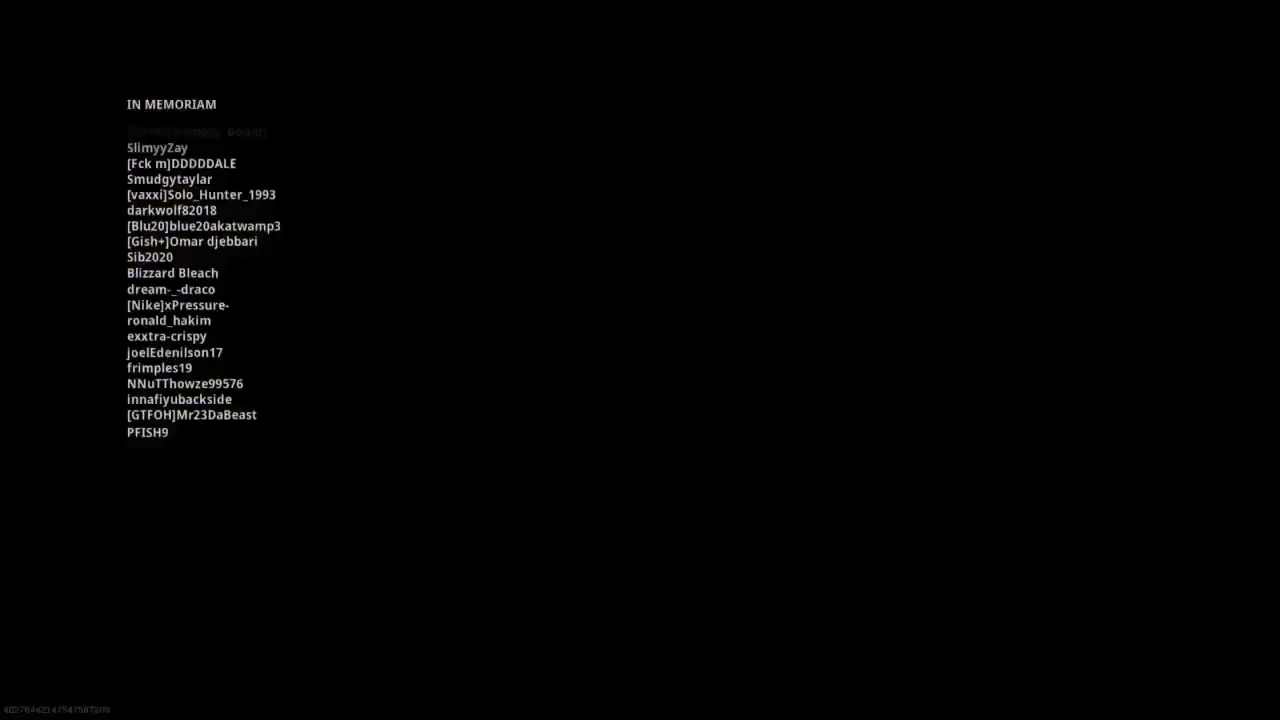 IN MEMORIAM
SlimyyZay
[Fck m]DDDDDALE
Smudgytaylar
[vaxxi]Solo_Hunter_1993
darkwolf82018
[Blu20]blue20akatwamp3
[Gish+]Omar djebbari
Sib2020
Blizzard Bleach
dream-_-draco
[Nike]xPressure-
ronald_hakim
exxtra-crispy
joelEdenilson17
frimples19
NNuTThowze99576
innafiyubackside
[GTFOH]Mr23DaBeast
PFISH9